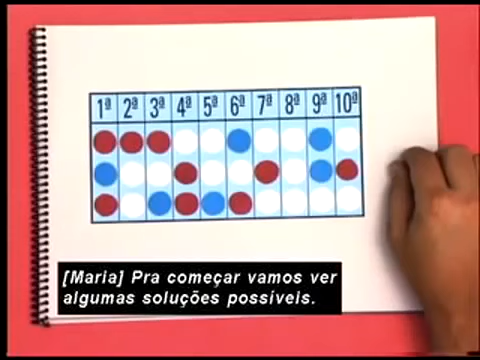 1ª 2ª 3ª 4ª 5ª 6ª 7ª 8ª 9ª 10ª
[Maria] Pra começar vamos ver
algumas soluções possíveis.